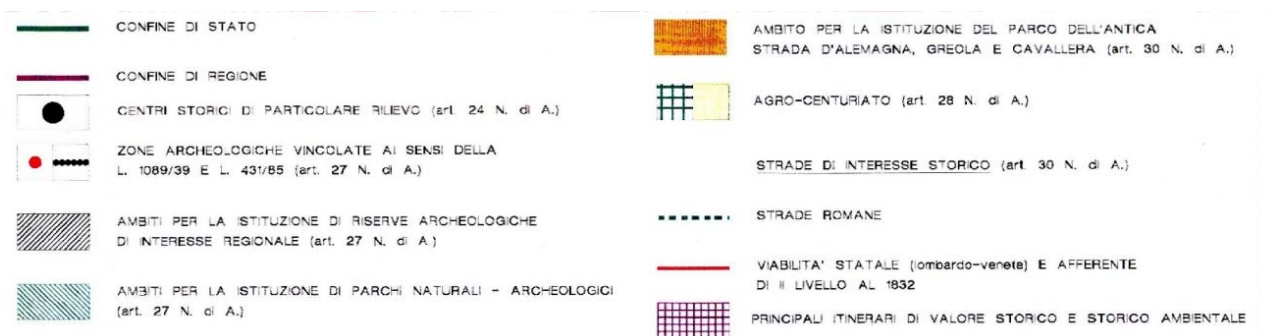 CONFINE DI STATO
CONFINE DI REGIONE
CENTRI STORICI DI PARTICOLARE RILIEVO (art. 24 N. di A.)
ZONE ARCHEOLOGICHE VINCOLATE AI SENSI DELLA
L. 1089/39 E L. 431/85 (art. 27 N. di A.)
AMBITI PER LA ISTITUZIONE DI RISERVE ARCHEOLOGICHE
DI INTERESSE REGIONALE (art. 27 N. di A.)
AMBITI PER LA ISTITUZIONE DI PARCHI NATURALI - ARCHEOLOGICI
(art. 27 N. di A.)
AMBITO PER LA ISTITUZIONE DEL PARCO DELL'ANTICA
STRADA D'ALEMAGNA, GREOLA E CAVALLERA (art. 30 N. di A.)
AGRO-CENTURIATO (art. 28 N. di A.)
STRADE DI INTERESSE STORICO (art. 30 N. di A.)
STRADE ROMANE
VIABILITA' STATALE (lombardo-veneta) E AFFERENTE
DI II LIVELLO AL 1832
PRINCIPALI ITINERARI DI VALORE STORICO E STORICO AMBIENTALE